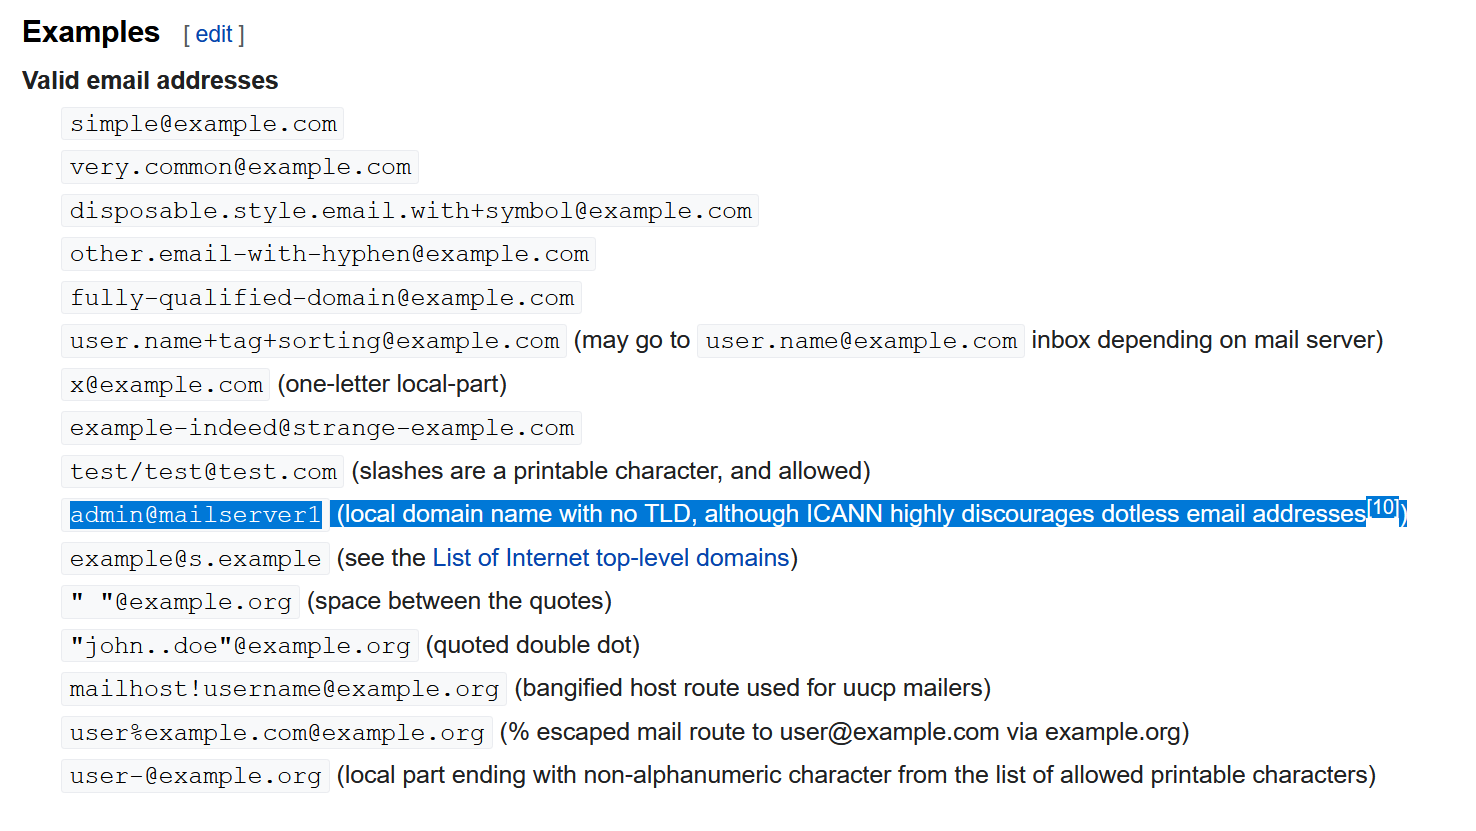 Examples [ edit ]
Valid email addresses
simple@example.com
very.common@example.com
disposable.style.email.with+symbol@example.com
other.email-with-hyphen@example.com
fully-qualified-domain@example.com
user.name+tag+sorting@example.com (may go to user.name@example.com inbox depending on mail server)
x@example.com (one-letter local-part)
example-indeed@strange-example.com
test/test@test.com (slashes are a printable character, and allowed)
admin@mailserver1 (local domain name with no TLD, although ICANN highly discourages dotless email addresses[10])
example@s.example (see the List of Internet top-level domains)
" "@example.org (space between the quotes)
"john..doe"@example.org (quoted double dot)
mailhost!username@example.org (bangified host route used for uucp mailers)
user%example.com@example.org (% escaped mail route to user@example.com via example.org)
user-@example.org (local part ending with non-alphanumeric character from the list of allowed printable characters)